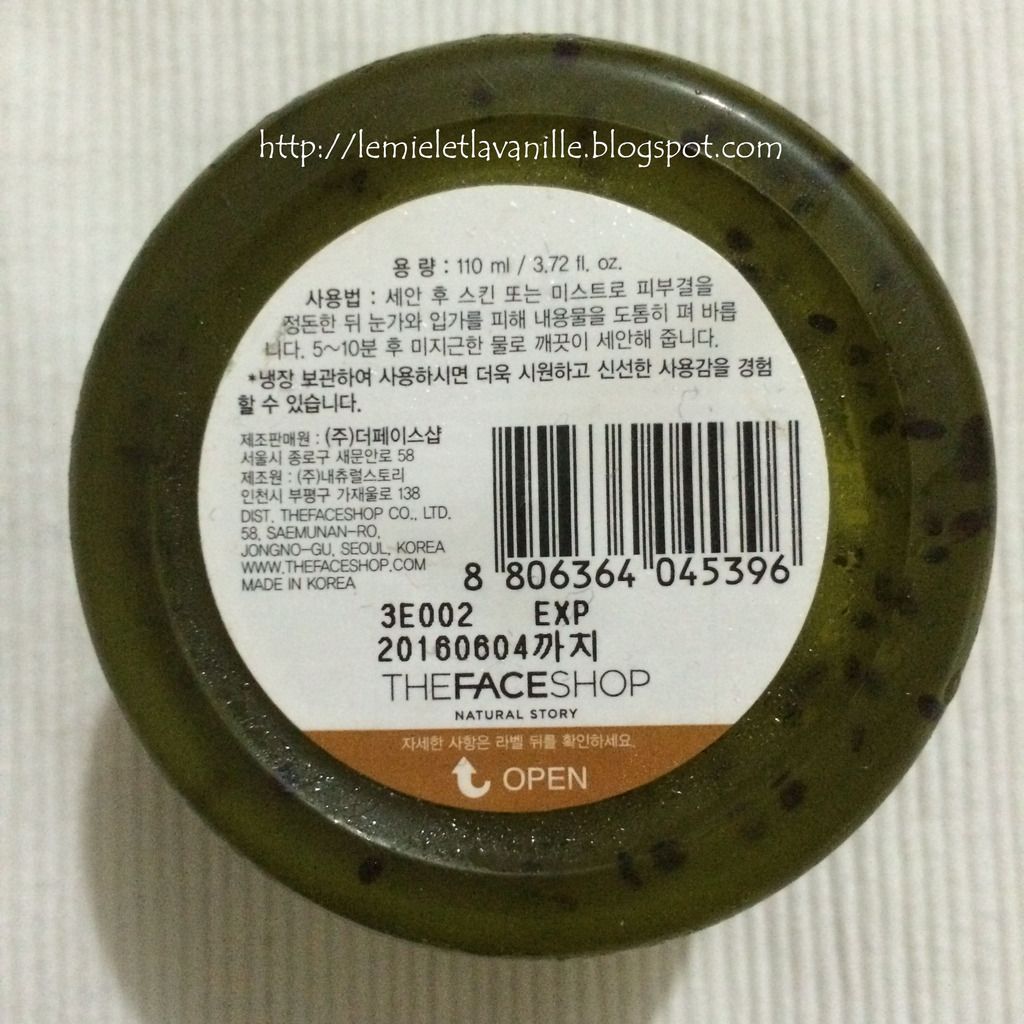 http://lemieletlavanille.blogspot.com
용 량 : 110 ml / 3.72 fl. oz.
사용법 : 세안 후 스킨 또는 미스트로 피부결을
정돈한 뒤 눈가와 입가를 피해 내용물을 도톰히 펴 바릅
니다. 5~10분 후 미지근한 물로 깨끗이 세안해 줍니다.
*냉장 보관하여 사용하시면 더욱 시원하고 신선한 사용감을 경험
할 수 있습니다.
제조판매원 : (주)더페이스샵
서울시 종로구 새문안로 58
제조원 : (주)내츄럴스토리
인천시 부평구 가재울로 138
DIST. THEFACESHOP CO., LTD.
58, SAEMUNAN-RO,
JONGNO-GU, SEOUL, KOREA
WWW.THEFACESHOP.COM
MADE IN KOREA
8 806364 045396
3E002 EXP
20160604까지
THEFACESHOP
NATURAL STORY
자세한 사항은 라벨 뒤를 확인하세요.
OPEN